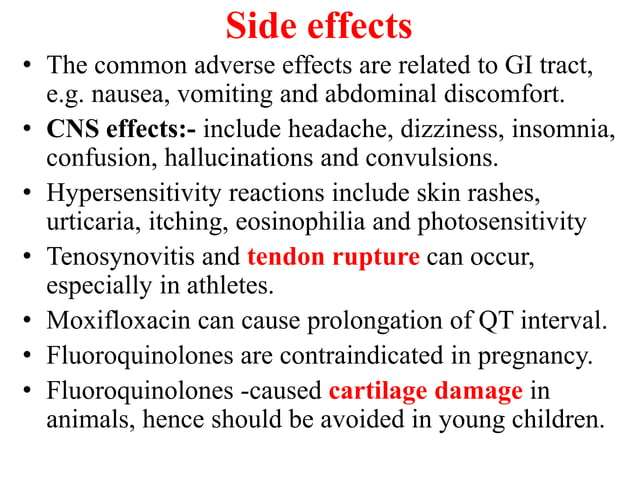 Side effects
• The common adverse effects are related to GI tract,
e.g. nausea, vomiting and abdominal discomfort.
• CNS effects:- include headache, dizziness, insomnia,
confusion, hallucinations and convulsions.
• Hypersensitivity reactions include skin rashes,
urticaria, itching, eosinophilia and photosensitivity
• Tenosynovitis and tendon rupture can occur,
especially in athletes.
• Moxifloxacin can cause prolongation of QT interval.
• Fluoroquinolones are contraindicated in pregnancy.
• Fluoroquinolones -caused cartilage damage in
animals, hence should be avoided in young children.